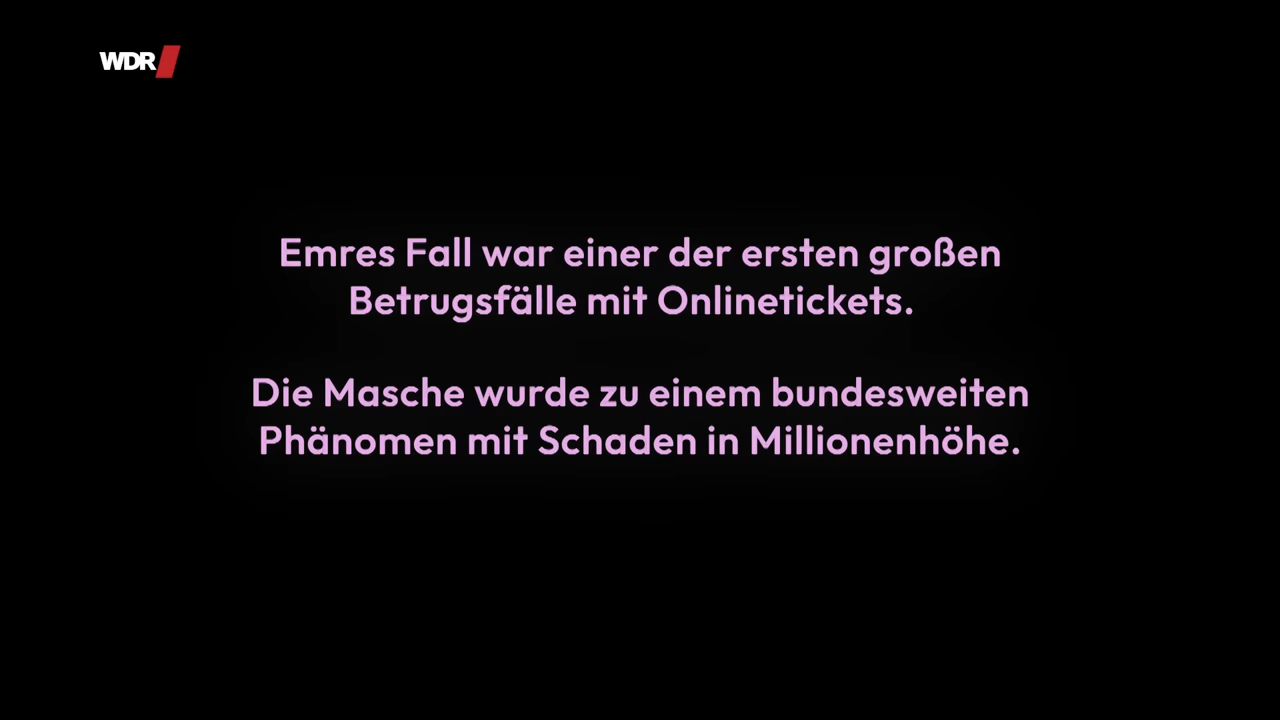 WDR
Emres Fall war einer der ersten großen
Betrugsfälle mit Onlinetickets.
Die Masche wurde zu einem bundesweiten
Phänomen mit Schaden in Millionenhöhe.